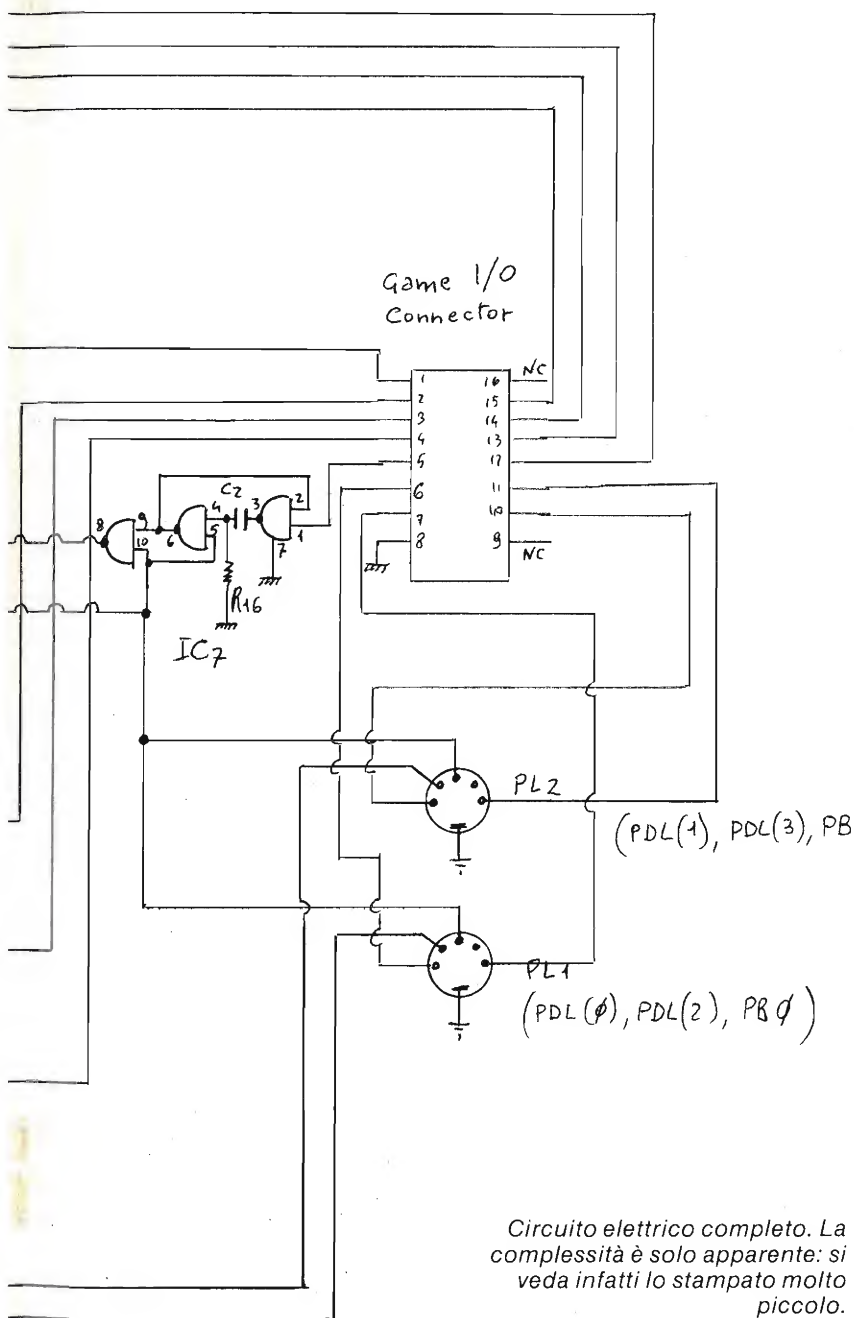 Game I/O
Connector
1 16 NC
2 15
3 14
4 13
5 12
6 11
7 10
8 9 NC
8 9 10 6 4 5 C2 3 2 1 7
R16
IC7
PL2
(PDL(1), PDL(3), PB
PL1
(PDL(∅), PDL(2), PB∅)
Circuito elettrico completo. La
complessità è solo apparente: si
veda infatti lo stampato molto
piccolo.